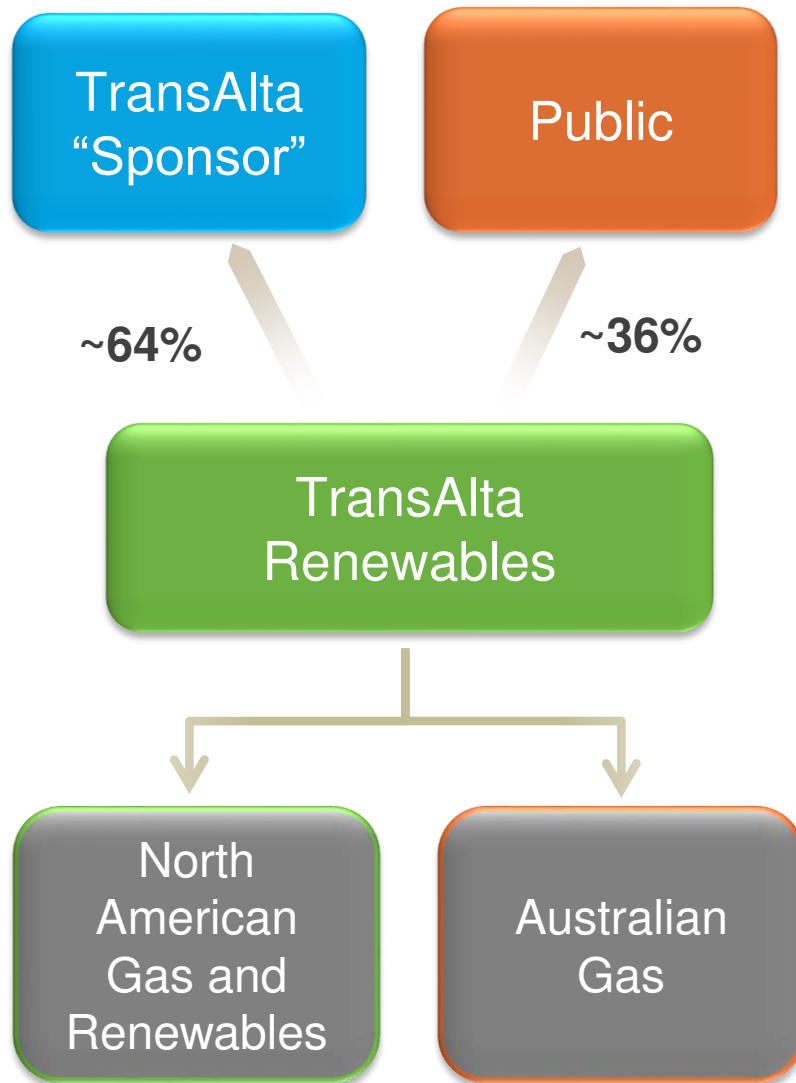 TransAlta
“Sponsor”
Public
~64%
~36%
TransAlta
Renewables
North
American
Gas and
Renewables
Australian
Gas